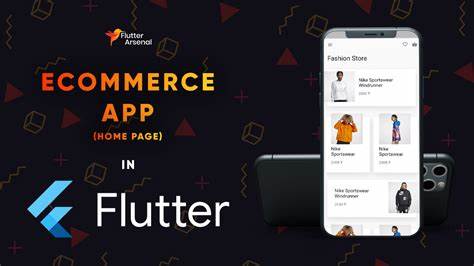 Flutter
Arsenal
ECOMMERCE
APP
(HOME PAGE)
IN
Flutter
Fashion Store
Nike Sportswear
Windrunner
Nike
Sportswear
Nike
Sportswear
Nike Sportswear
Windrunner